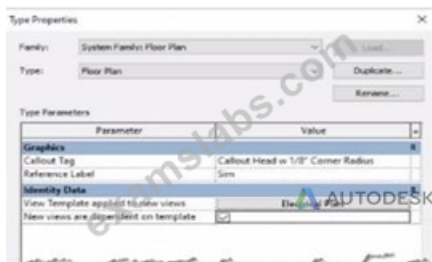 Type Properties
Family: System Family: Floor Plan Load...
Type: Floor Plan Duplicate...
Rename...
Type Parameters
Parameter Value
Graphics
Callout Tag Callout Head w 1/8" Corner Radius
Reference Label Sim
Identity Data
View Template applied to new views Plan
New views are dependent on template
examslabs.com
AUTODESK